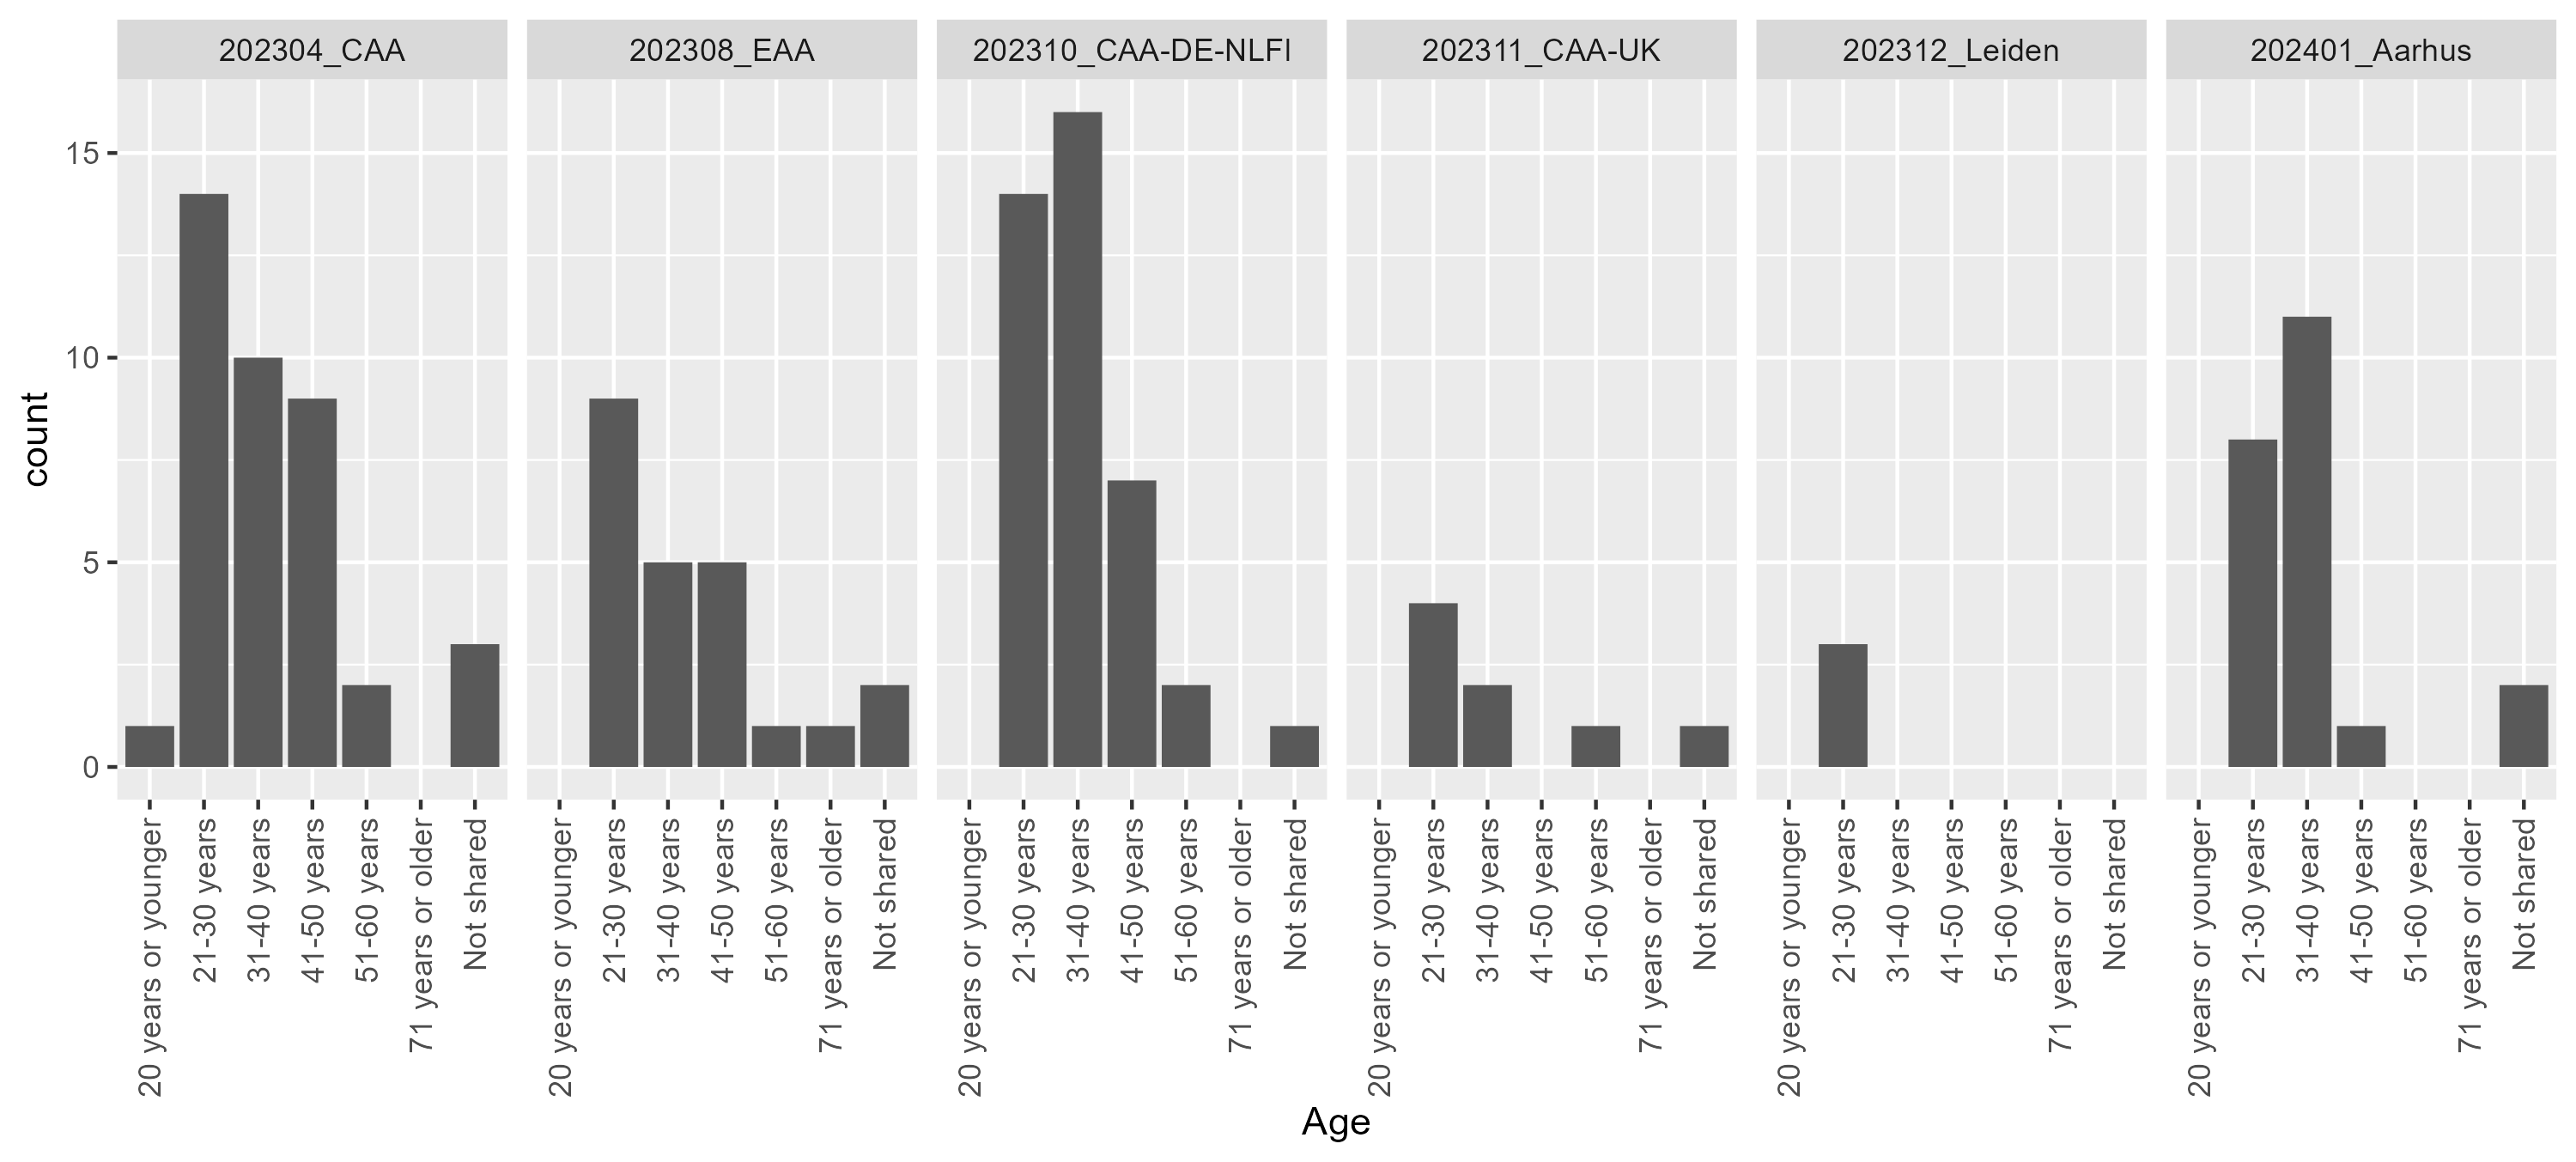 202304_CAA
202308_EAA
202310_CAA-DE-NLFl
202311_CAA-UK
202312_Leiden
202401_Aarhus
count
15
10
5
0
20 years or younger
21-30 years
31-40 years
41-50 years
51-60 years
71 years or older
Not shared
20 years or younger
21-30 years
31-40 years
41-50 years
51-60 years
71 years or older
Not shared
20 years or younger
21-30 years
31-40 years
41-50 years
51-60 years
71 years or older
Not shared
20 years or younger
21-30 years
31-40 years
41-50 years
51-60 years
71 years or older
Not shared
20 years or younger
21-30 years
31-40 years
41-50 years
51-60 years
71 years or older
Not shared
20 years or younger
21-30 years
31-40 years
41-50 years
51-60 years
71 years or older
Not shared
Age